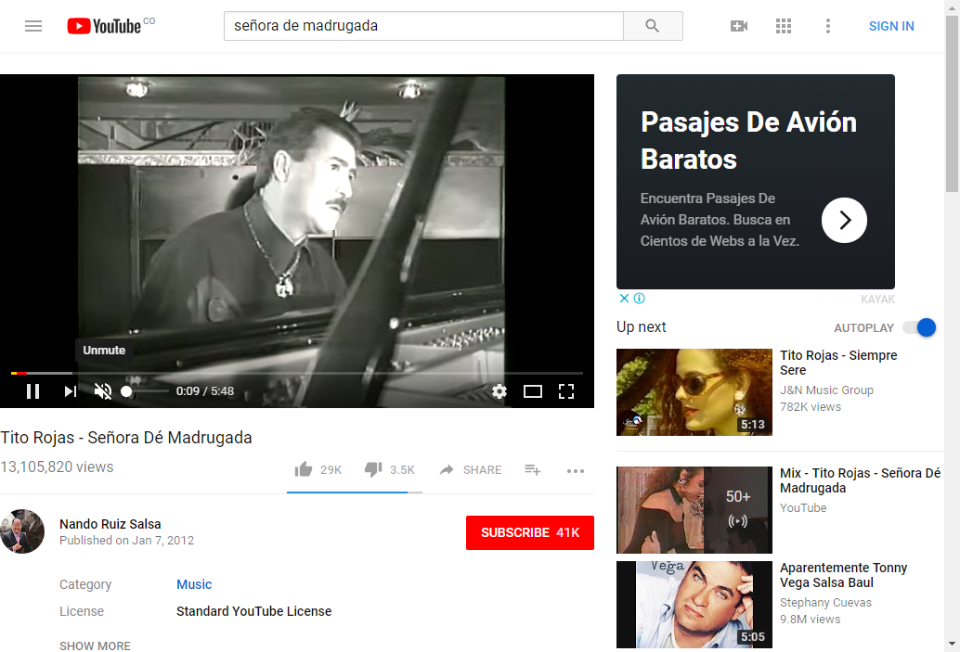 YouTube CO
señora de madrugada
SIGN IN
Pasajes De Avión
Baratos
Encuentra Pasajes De
Avión Baratos. Busca en
Cientos de Webs a la Vez.
KAYAK
Unmute
0:09 / 5:48
Tito Rojas - Señora Dé Madrugada
13,105,820 views
29K
3.5K
SHARE
Nando Ruiz Salsa
Published on Jan 7, 2012
SUBSCRIBE 41K
Category Music
License Standard YouTube License
SHOW MORE
Up next
AUTOPLAY
5:13
Tito Rojas - Siempre
Sere
J&N Music Group
782K views
50+
Mix - Tito Rojas - Señora Dé
Madrugada
YouTube
Vega
5:05
Aparentemente Tonny
Vega Salsa Baul
Stephany Cuevas
9.8M views